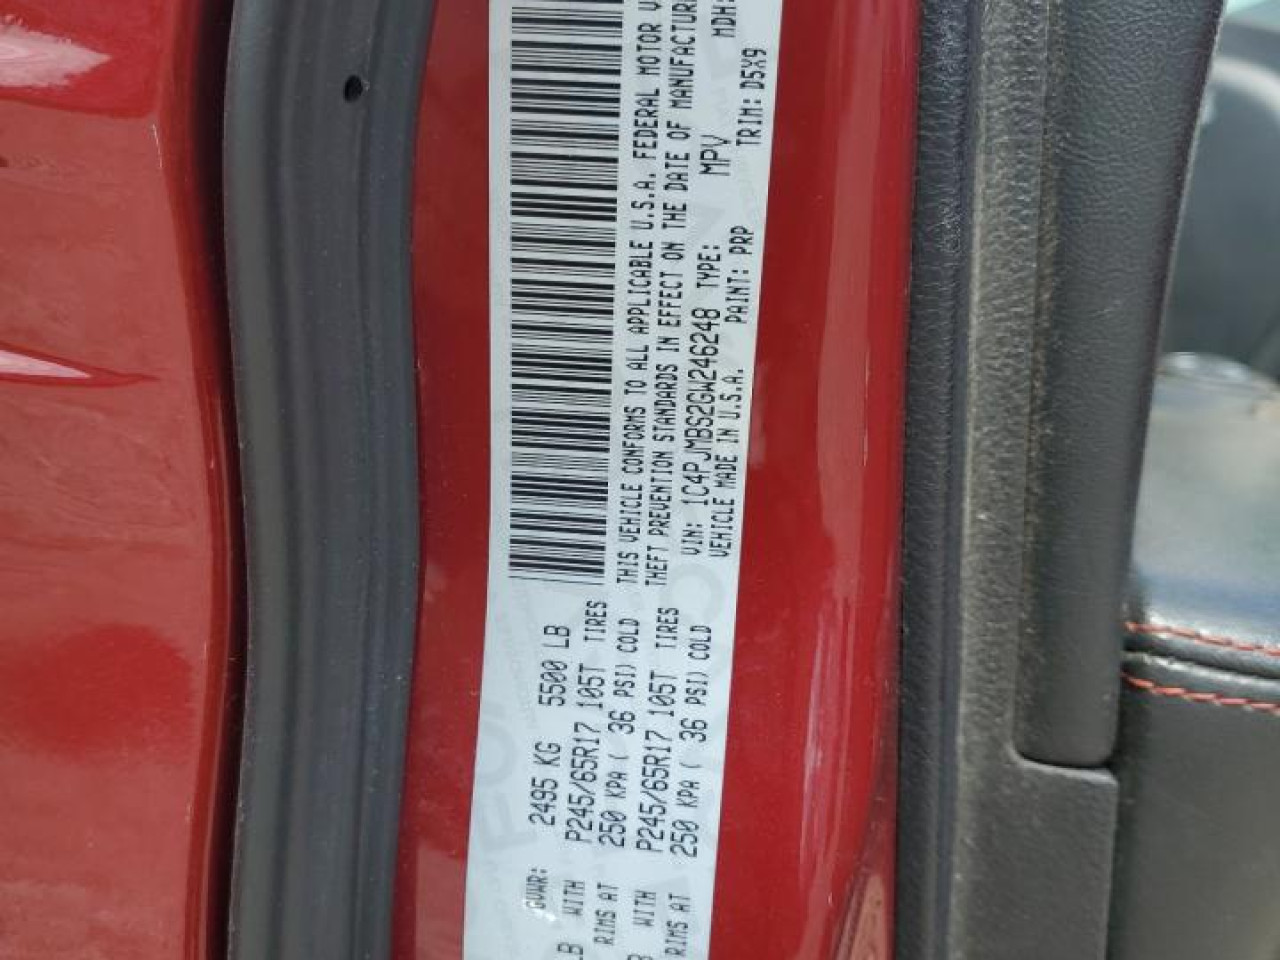 GVWR: 2495 KG 5500 LB
LB WITH P245/65R17 105T TIRES
RIMS AT 250 KPA ( 36 PSI) COLD
WITH P245/65R17 105T TIRES
RIMS AT 250 KPA ( 36 PSI) COLD
THIS VEHICLE CONFORMS TO ALL APPLICABLE U.S.A. FEDERAL MOTOR V
THEFT PREVENTION STANDARDS IN EFFECT ON THE DATE OF MANUFACTUR
VIN: 1C4PJMBS2GW246248 TYPE: MPV MDH:
VEHICLE MADE IN U.S.A. PAINT: PRP TRIM: D5X9